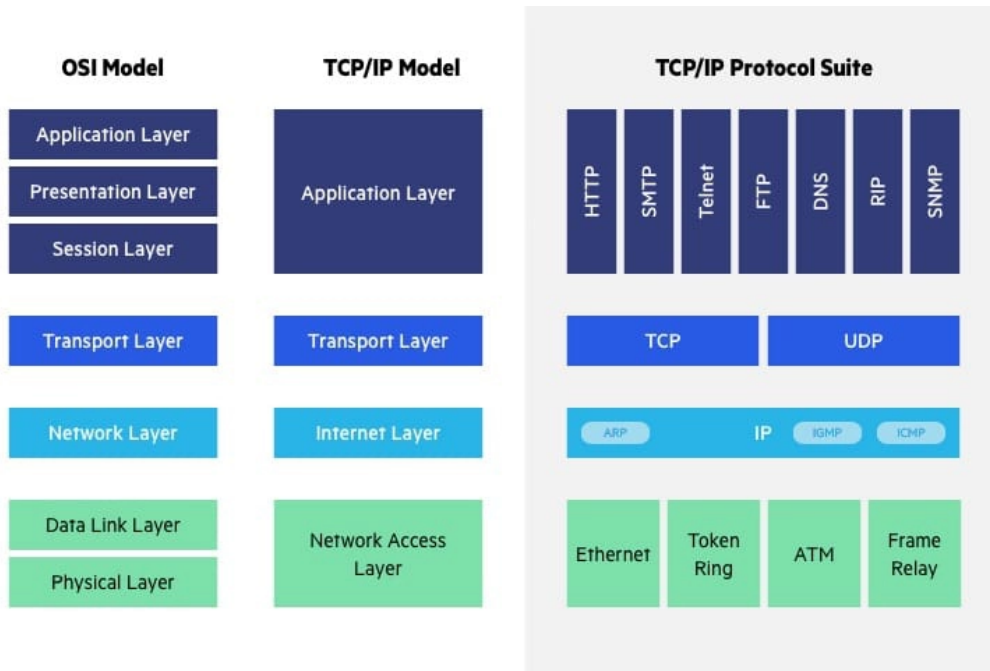 OSI Model
TCP/IP Model
TCP/IP Protocol Suite
Application Layer
Presentation Layer
Session Layer
Application Layer
HTTP
SMTP
Telnet
FTP
DNS
RIP
SNMP
Transport Layer
Transport Layer
TCP
UDP
Network Layer
Internet Layer
ARP
IP
IGMP
ICMP
Data Link Layer
Physical Layer
Network Access
Layer
Ethernet
Token
Ring
ATM
Frame
Relay